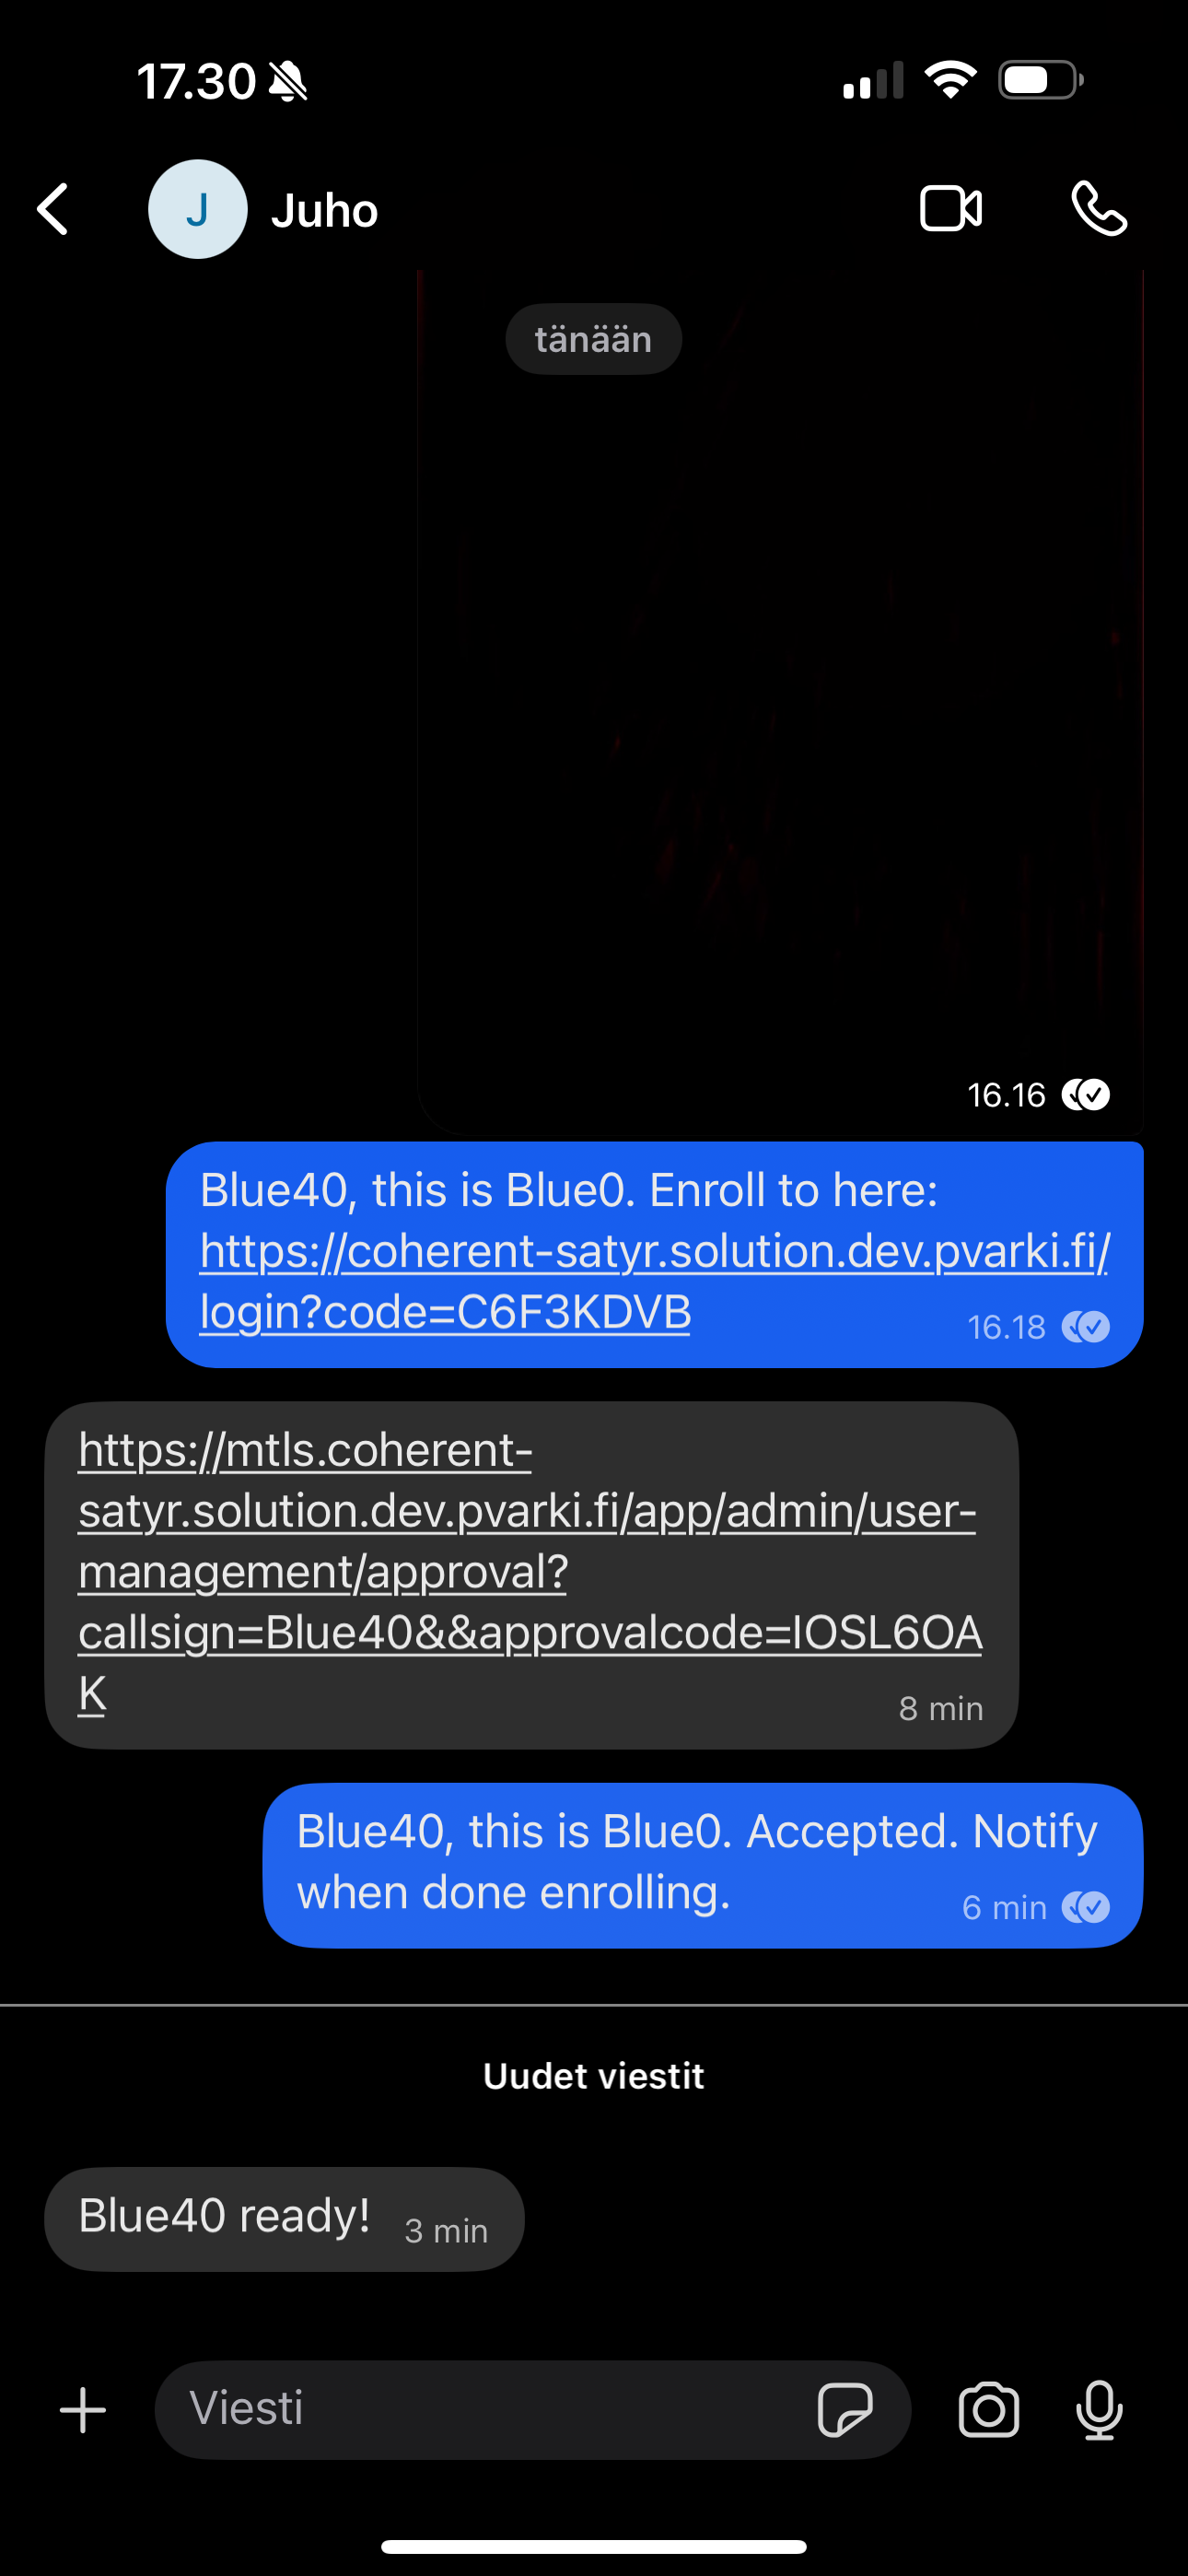 17.30
J
Juho
tänään
16.16
Blue40, this is Blue0. Enroll to here:
https://coherent-satyr.solution.dev.pvarki.fi/
login?code=C6F3KDVB
16.18
https://mtls.coherent-
satyr.solution.dev.pvarki.fi/app/admin/user-
management/approval?
callsign=Blue40&&approvalcode=IOSL6OA
K
8 min
Blue40, this is Blue0. Accepted. Notify
when done enrolling.
6 min
Uudet viestit
Blue40 ready!
3 min
Viesti